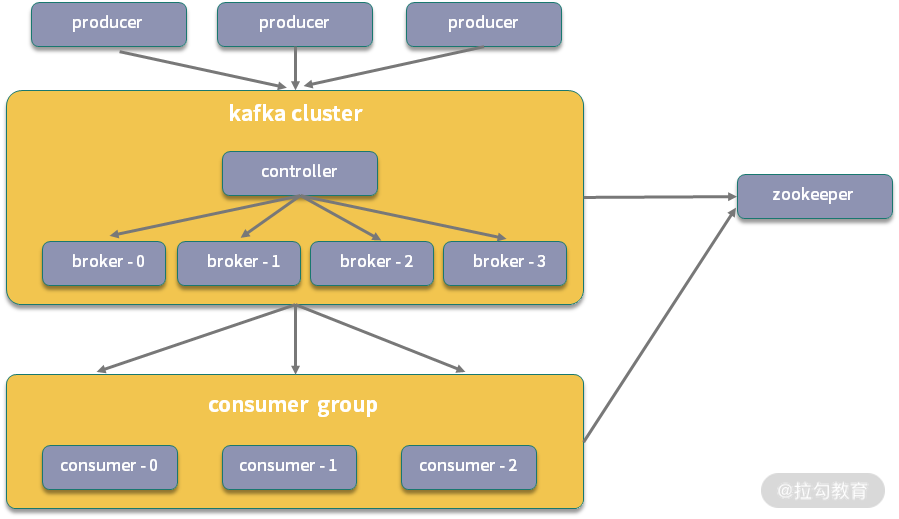 producer
producer
producer
kafka cluster
controller
zookeeper
broker - 0
broker - 1
broker - 2
broker - 3
consumer group
consumer - 0
consumer - 1
consumer - 2
@拉勾教育